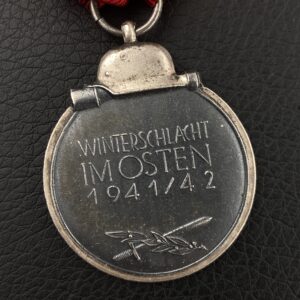 WINTERSCHLACHT
IM OSTEN
1941/42